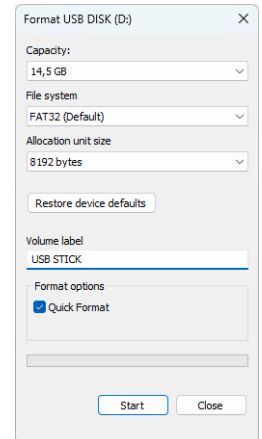 Format USB DISK (D:)
Capacity:
14,5 GB
File system
FAT32 (Default)
Allocation unit size
8192 bytes
Restore device defaults
Volume label
USB STICK
Format options
Quick Format
Start Close